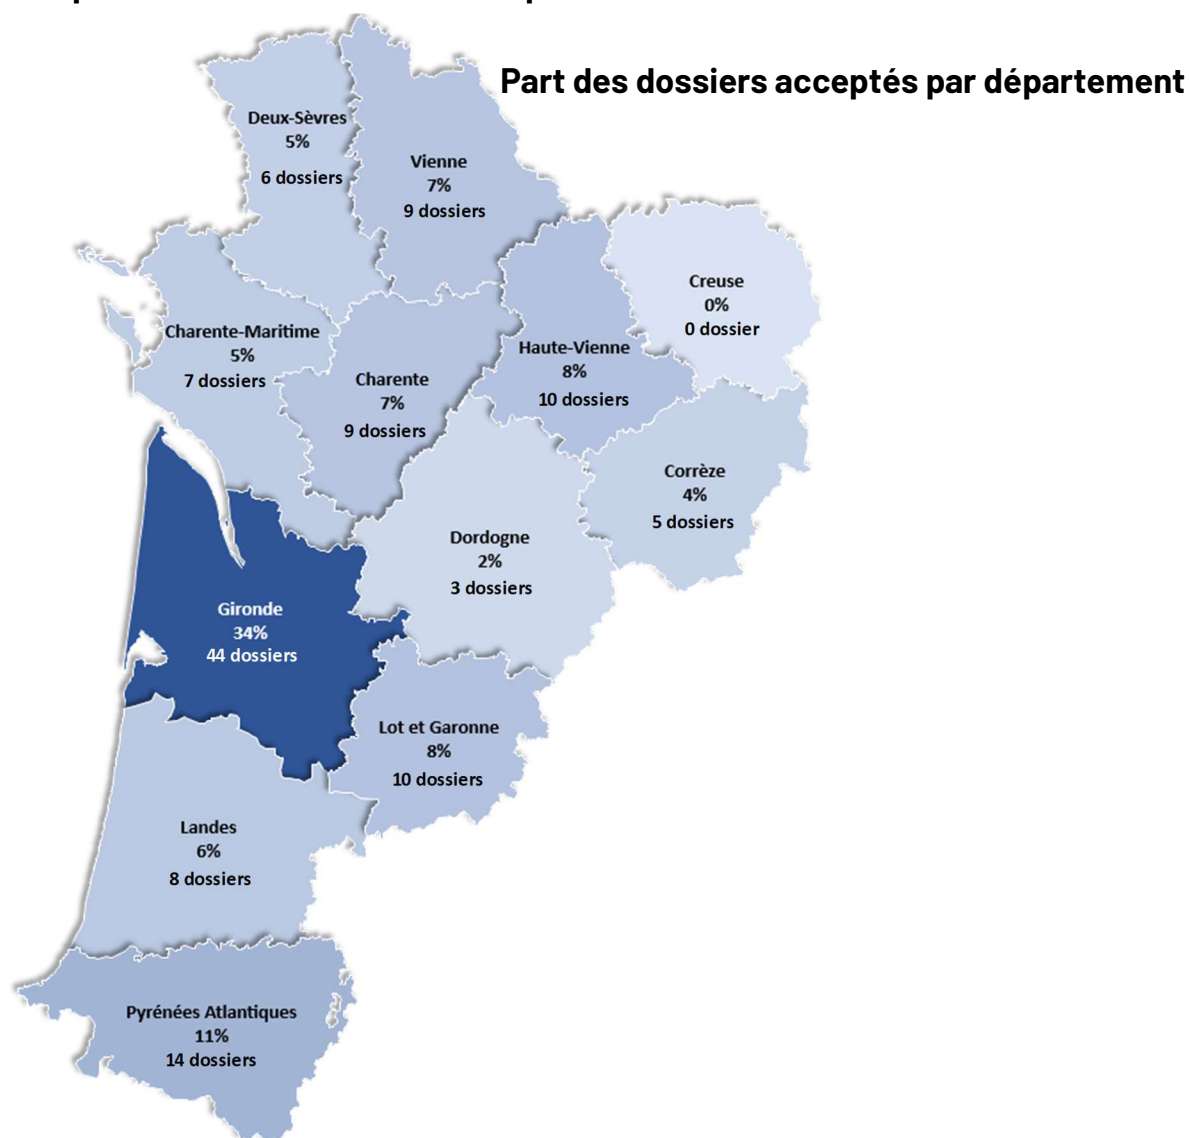 Part des dossiers acceptés par département
Deux-Sèvres
5%
6 dossiers
Vienne
7%
9 dossiers
Creuse
0%
0 dossier
Charente-Maritime
5%
7 dossiers
Haute-Vienne
8%
10 dossiers
Charente
7%
9 dossiers
Corrèze
4%
5 dossiers
Dordogne
2%
3 dossiers
Gironde
34%
44 dossiers
Lot et Garonne
8%
10 dossiers
Landes
6%
8 dossiers
Pyrénées Atlantiques
11%
14 dossiers